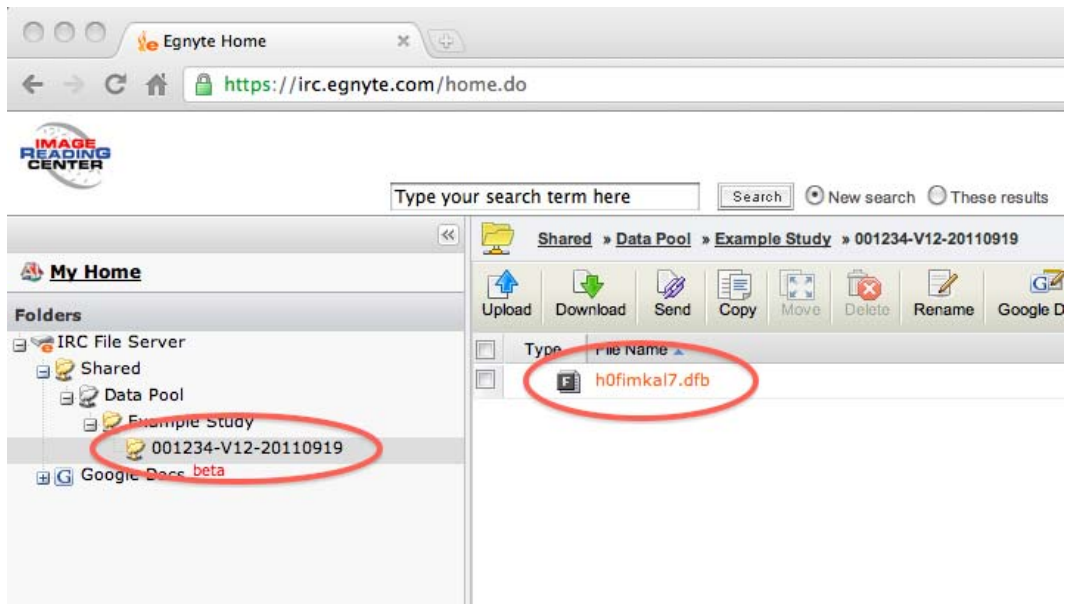 Egnyte Home
https://irc.egnyte.com/home.do
IMAGE
READING
CENTER
Type your search term here Search New search These results
Shared » Data Pool » Example Study » 001234-V12-20110919
My Home
Upload Download Send Copy Move Delete Rename Google D
Folders
IRC File Server
Type File Name
Shared
h0fimkal7.dfb
Data Pool
Example Study
001234-V12-20110919
Google Docs beta